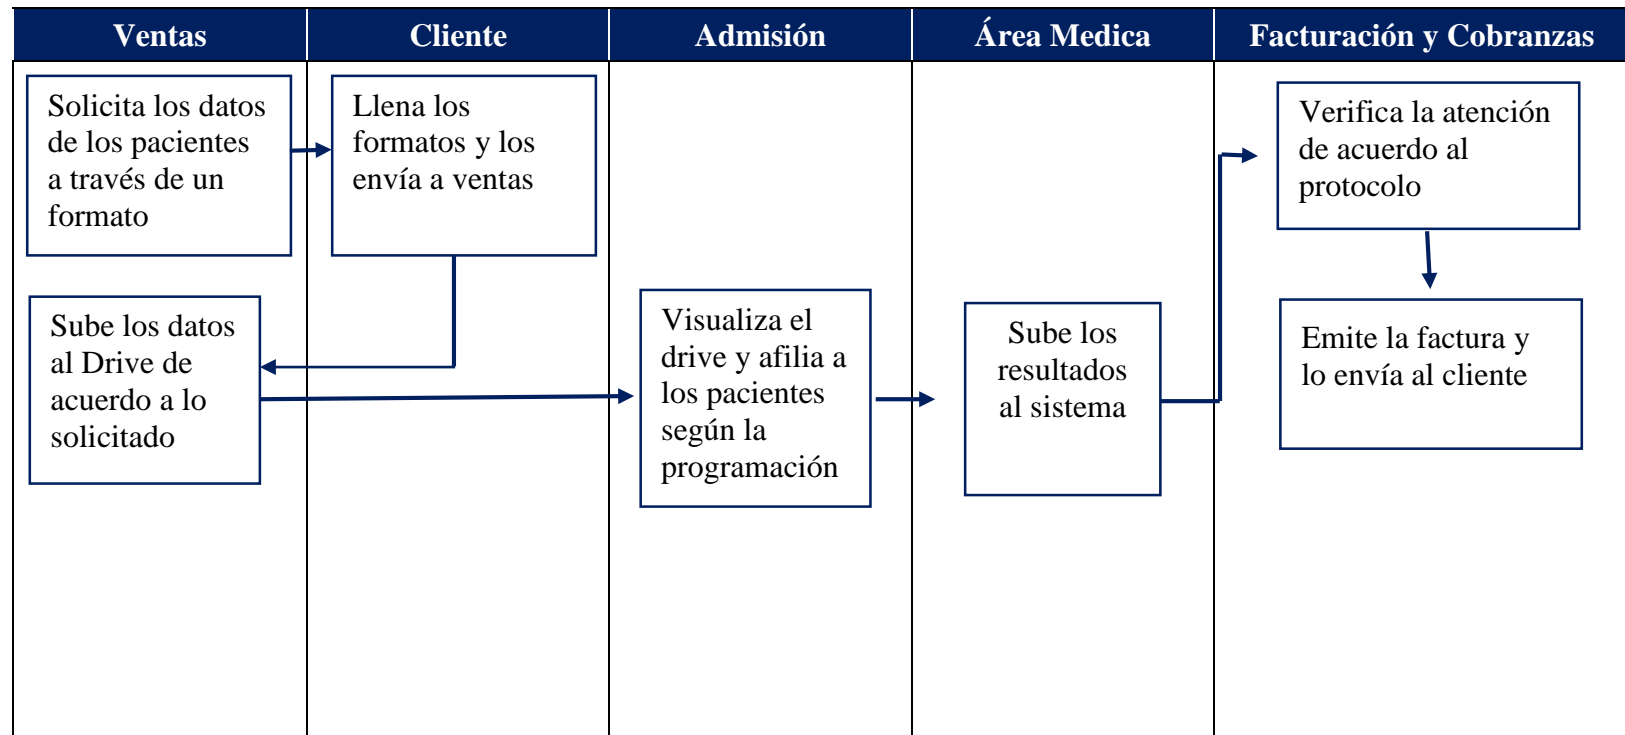 Ventas
Cliente
Admisión
Área Medica
Facturación y Cobranzas
Solicita los datos
de los pacientes
a través de un
formato
Llena los
formatos y los
envía a ventas
Sube los datos
al Drive de
acuerdo a lo
solicitado
Visualiza el
drive y afilia a
los pacientes
según la
programación
Sube los
resultados
al sistema
Verifica la atención
de acuerdo al
protocolo
Emite la factura y
lo envía al cliente